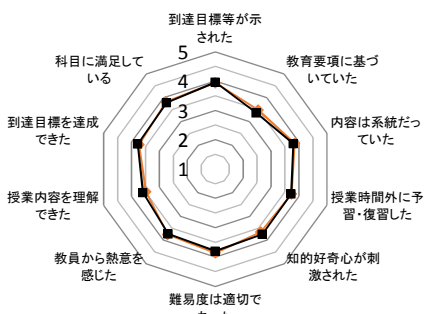 到達目標等が示
された
教育要項に基づ
いていた
内容は系統だっ
ていた
授業時間外に予
習・復習した
知的好奇心が刺
激された
難易度は適切で
教員から熱意を
感じた
授業内容を理解
できた
到達目標を達成
できた
科目に満足して
いる
5
4
3
2
1